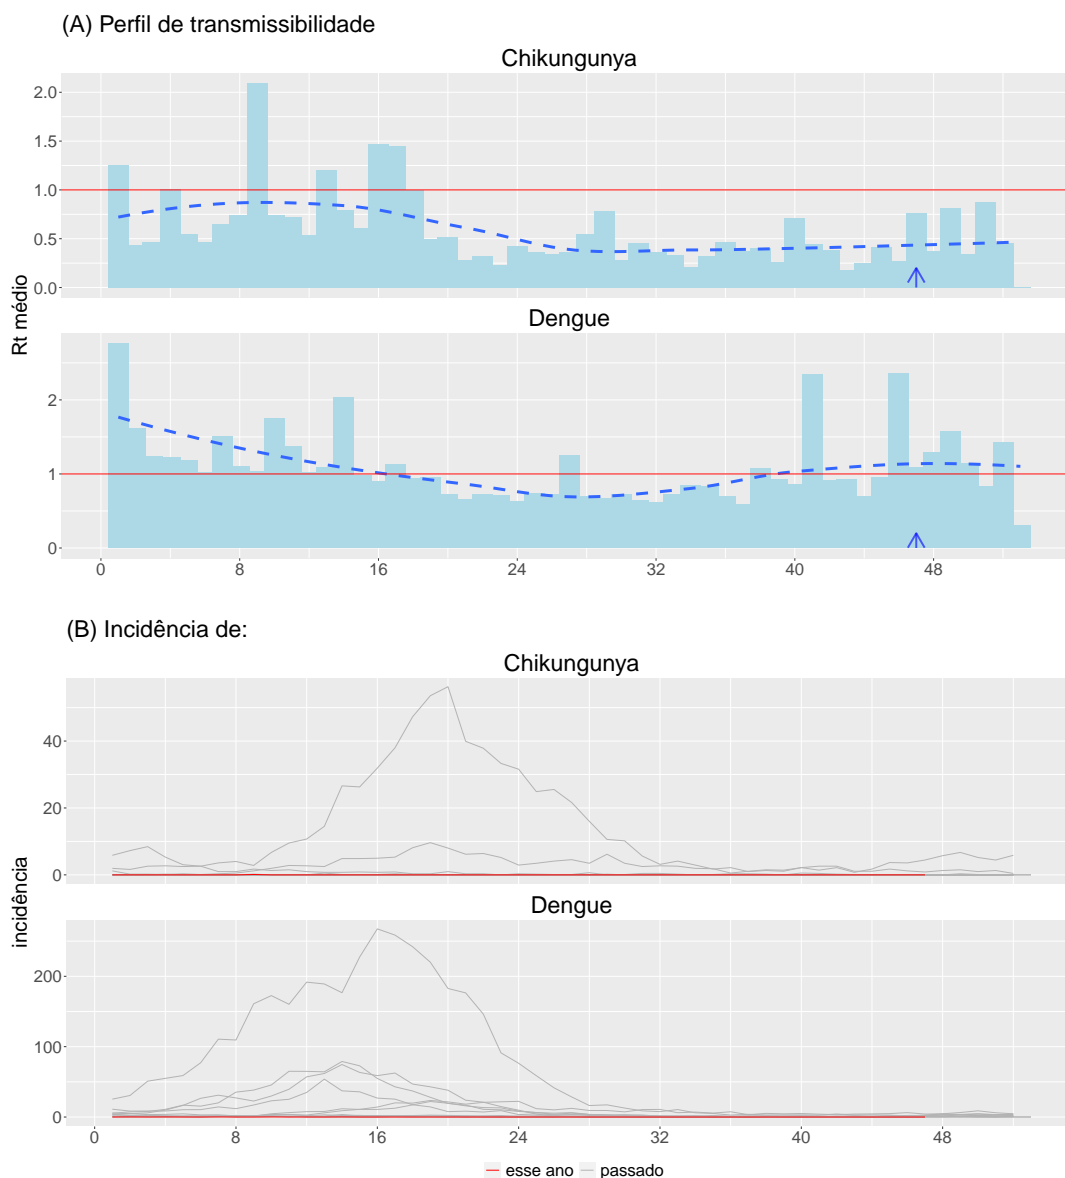 (A) Perfil de transmissibilidade
Chikungunya
2.0
1.5
1.0
0.5
0.0
Rt médio
Dengue
2
1
0
0 8 16 24 32 40 48
(B) Incidência de:
Chikungunya
40
20
0
incidência
Dengue
200
100
0
0 8 16 24 32 40 48
esse ano passado